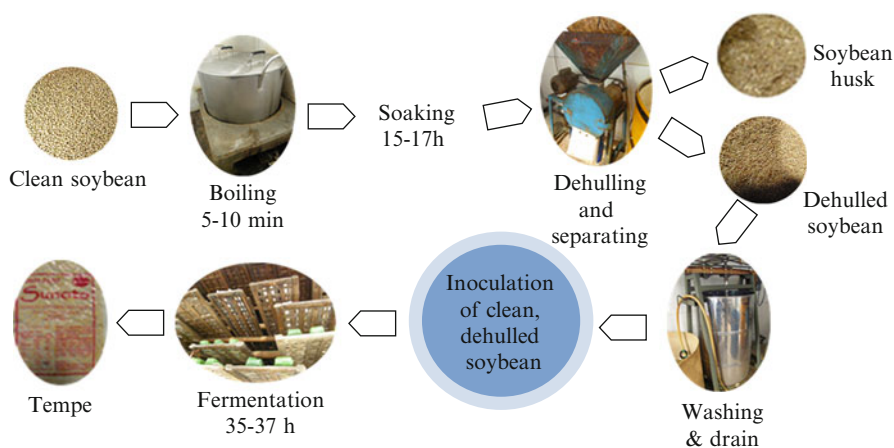 Clean soybean
Boiling
5-10 min
Soaking
15-17h
Dehulling
and
separating
Soybean
husk
Dehulled
soybean
Washing
& drain
Inoculation
of clean,
dehulled
soybean
Fermentation
35-37 h
Tempe